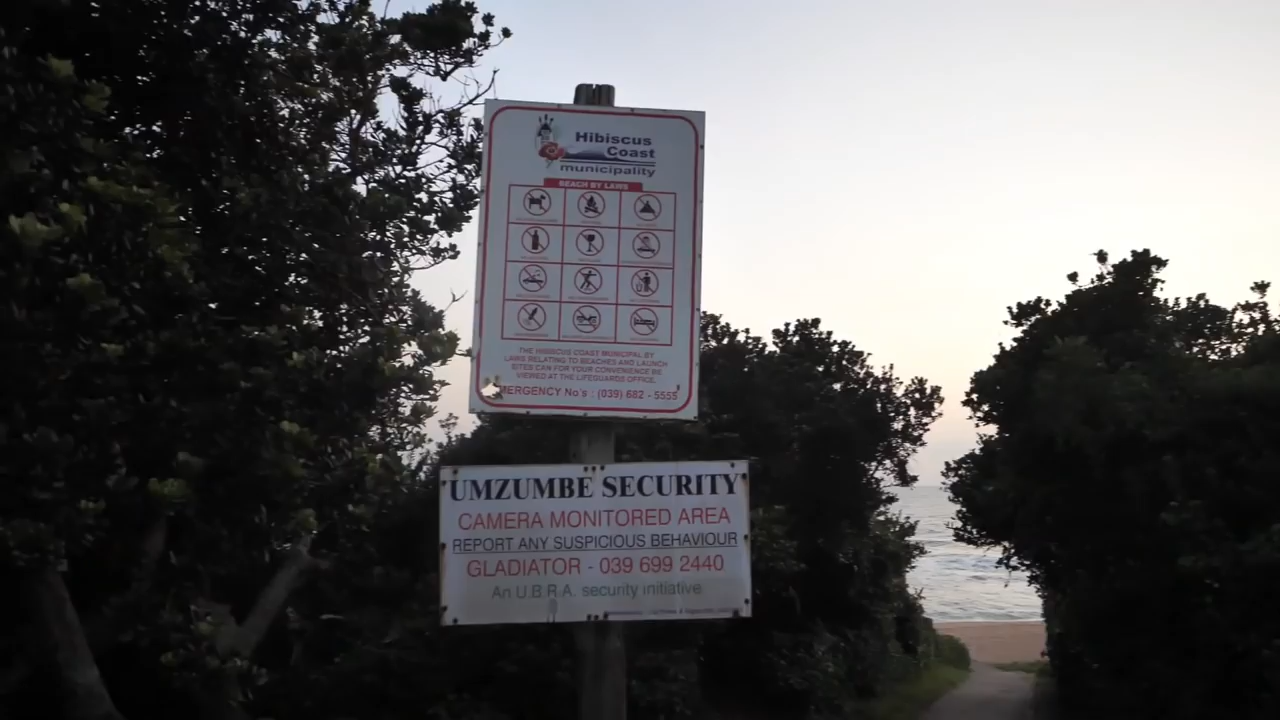 Hibiscus
Coast
municipality
BEACH BY LAWS
THE HIBISCUS COAST MUNICIPAL BY
LAWS RELATING TO BEACHES AND LAUNCH
SITES CAN FOR YOUR CONVENIENCE BE
VIEWED AT THE LIFEGUARDS OFFICE.
MERGENCY No's : (039) 682 - 5555
UMZUMBE SECURITY
CAMERA MONITORED AREA
REPORT ANY SUSPICIOUS BEHAVIOUR
GLADIATOR - 039 699 2440
An U.B.R.A. security initiative